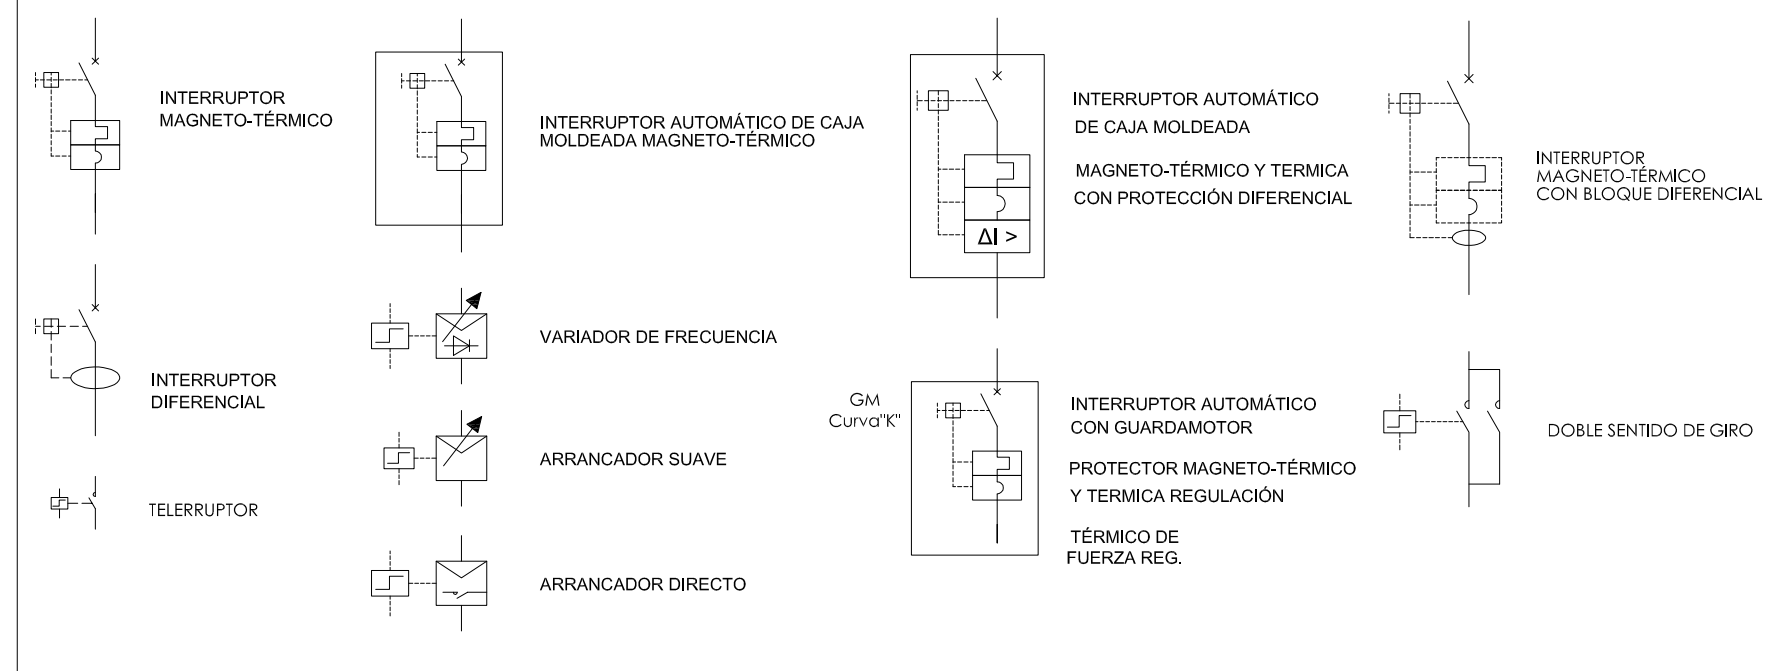 INTERRUPTOR
MAGNETO-TÉRMICO
INTERRUPTOR
DIFERENCIAL
TELERRUPTOR
INTERRUPTOR AUTOMÁTICO DE CAJA
MOLDEADA MAGNETO-TÉRMICO
VARIADOR DE FRECUENCIA
ARRANCADOR SUAVE
ARRANCADOR DIRECTO
ΔI >
INTERRUPTOR AUTOMÁTICO
DE CAJA MOLDEADA
MAGNETO-TÉRMICO Y TERMICA
CON PROTECCIÓN DIFERENCIAL
GM
Curva"K"
INTERRUPTOR AUTOMÁTICO
CON GUARDAMOTOR
PROTECTOR MAGNETO-TÉRMICO
Y TERMICA REGULACIÓN
TÉRMICO DE
FUERZA REG.
INTERRUPTOR
MAGNETO-TÉRMICO
CON BLOQUE DIFERENCIAL
DOBLE SENTIDO DE GIRO